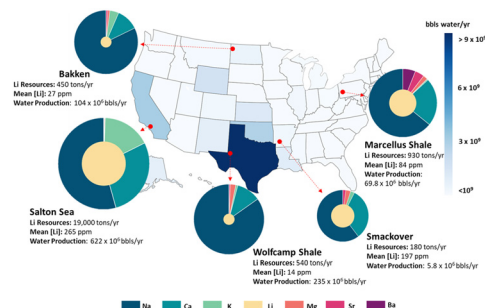 bbls water/yr
> 9 x 10⁹
6 x 10⁹
3 x 10⁹
<10⁹
Bakken
Li Resources: 450 tons/yr
Mean [Li]: 27 ppm
Water Production: 104 x 10⁶ bbls/yr
Marcellus Shale
Li Resources: 930 tons/yr
Mean [Li]: 84 ppm
Water Production:
69.8 x 10⁶ bbls/yr
Salton Sea
Li Resources: 19,000 tons/yr
Mean [Li]: 265 ppm
Water Production: 622 x 10⁶ bbls/yr
Wolfcamp Shale
Li Resources: 540 tons/yr
Mean [Li]: 14 ppm
Water Production: 235 x 10⁶ bbls/yr
Smackover
Li Resources: 180 tons/yr
Mean [Li]: 197 ppm
Water Production: 5.8 x 10⁶ bbls/yr
Na Ca K Li Mg Sr Ba